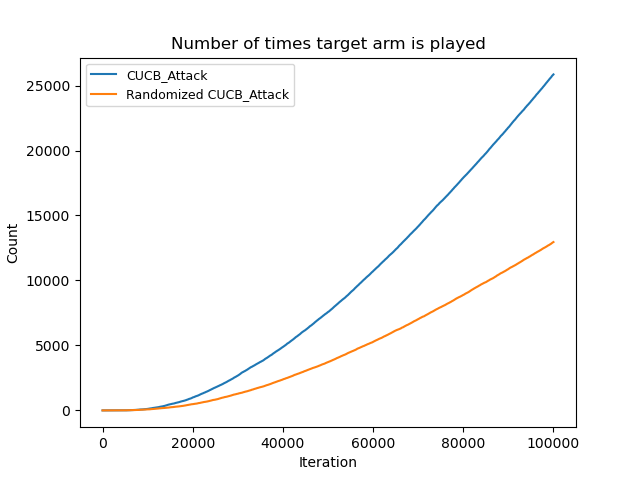 Number of times target arm is played
CUCB_Attack
Randomized CUCB_Attack
25000
20000
15000
10000
5000
0
Count
0 20000 40000 60000 80000 100000
Iteration